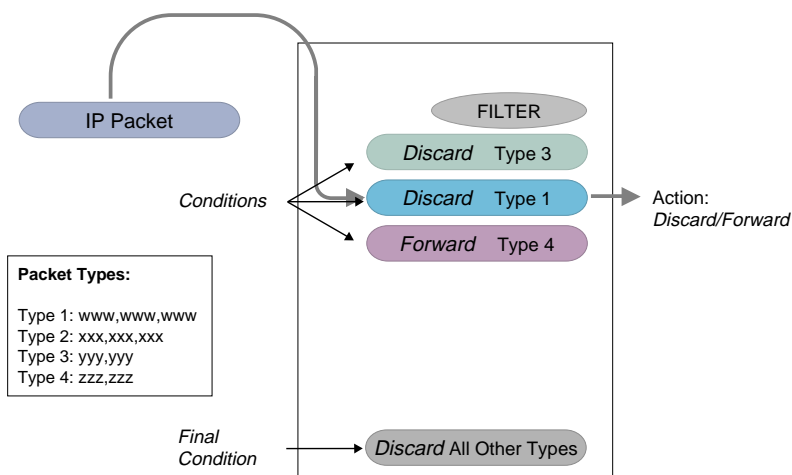 IP Packet
FILTER
Discard Type 3
Conditions
Discard Type 1
Action:
Discard/Forward
Forward Type 4
Packet Types:
Type 1: www,www,www
Type 2: xxx,xxx,xxx
Type 3: yyy,yyy
Type 4: zzz,zzz
Final
Condition
Discard All Other Types